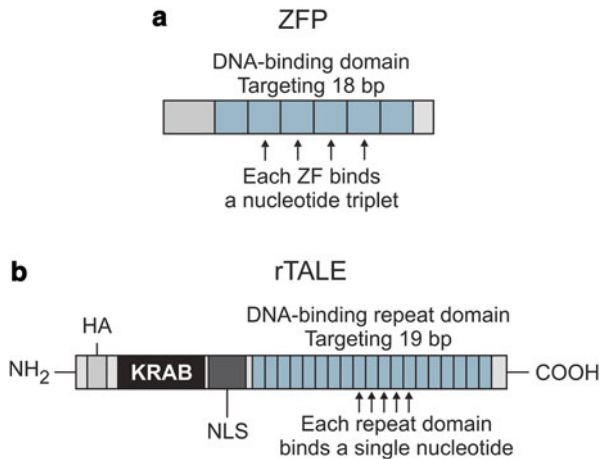 a
ZFP
DNA-binding domain
Targeting 18 bp
Each ZF binds
a nucleotide triplet
b
rTALE
DNA-binding repeat domain
Targeting 19 bp
HA
NH2
KRAB
COOH
NLS
Each repeat domain
binds a single nucleotide